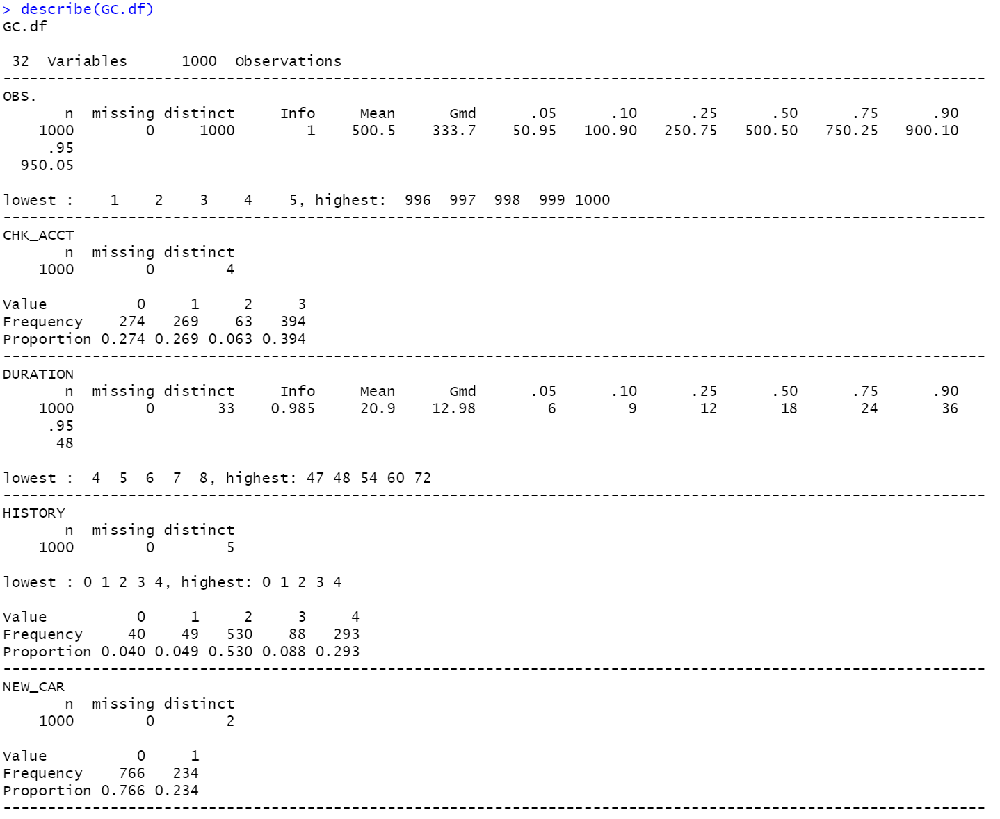 > describe(GC.df)
GC.df

 32  Variables      1000  Observations
--------------------------------------------------------------------------------------------------------------
OBS.
       n  missing distinct     Info     Mean      Gmd      .05      .10      .25      .50      .75      .90
    1000        0     1000        1    500.5    333.7    50.95   100.90   250.75   500.50   750.25   900.10
     .95
  950.05

lowest :    1    2    3    4    5, highest:  996  997  998  999 1000
--------------------------------------------------------------------------------------------------------------
CHK_ACCT
       n  missing distinct
    1000        0        4

Value          0     1     2     3
Frequency    274   269    63   394
Proportion 0.274 0.269 0.063 0.394
--------------------------------------------------------------------------------------------------------------
DURATION
       n  missing distinct     Info     Mean      Gmd      .05      .10      .25      .50      .75      .90
    1000        0       33    0.985     20.9    12.98        6        9       12       18       24       36
     .95
      48

lowest :  4  5  6  7  8, highest: 47 48 54 60 72
--------------------------------------------------------------------------------------------------------------
HISTORY
       n  missing distinct
    1000        0        5

lowest : 0 1 2 3 4, highest: 0 1 2 3 4

Value          0     1     2     3     4
Frequency     40    49   530    88   293
Proportion 0.040 0.049 0.530 0.088 0.293
--------------------------------------------------------------------------------------------------------------
NEW_CAR
       n  missing distinct
    1000        0        2

Value          0     1
Frequency    766   234
Proportion 0.766 0.234
--------------------------------------------------------------------------------------------------------------